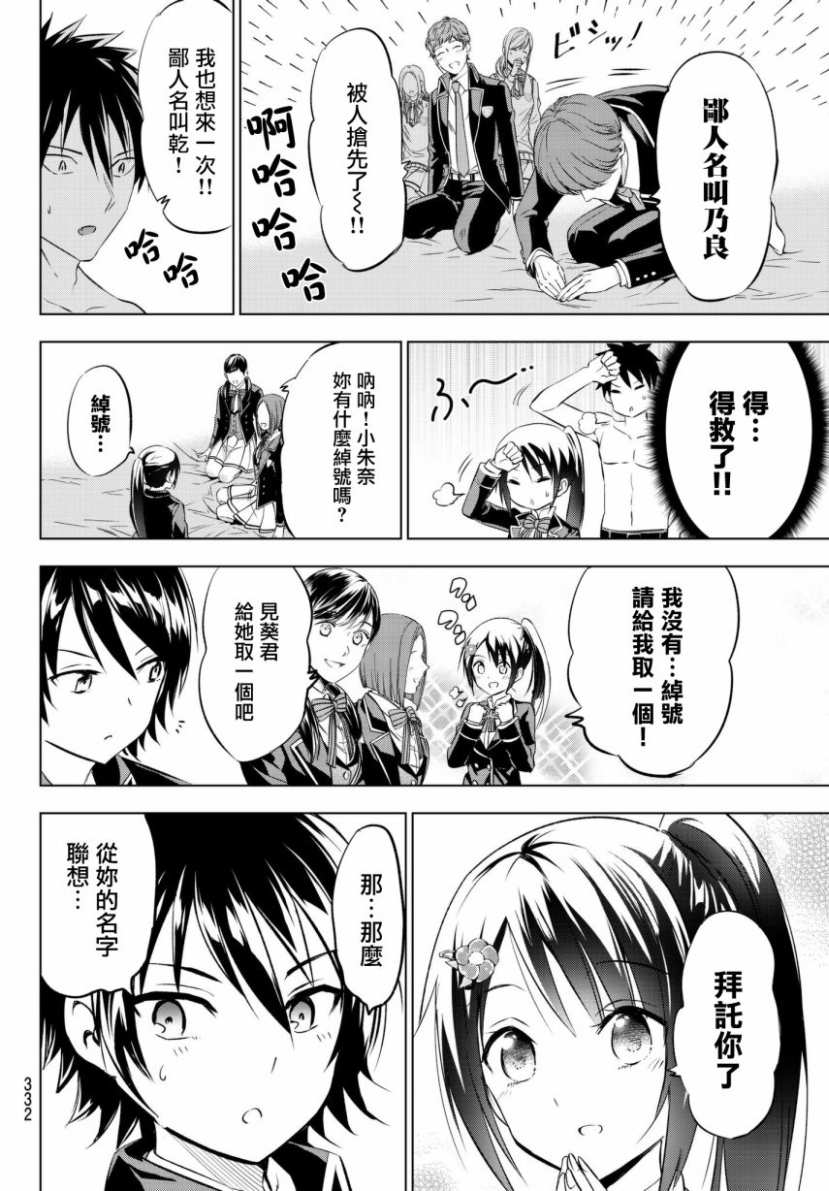 鄙人名叫乃良
ビシッ
被人搶先了～!!
啊哈哈哈哈
我也想來一次!!
鄙人名叫乾！
哈哈
得…
得救了!!
ふ～…
吶吶！小朱奈
妳有什麼綽號嗎？
綽號…
我沒有…綽號
請給我取一個！
見葵君
給她取一個吧
拜託你了
那…那麼
從妳的名字
聯想…
332